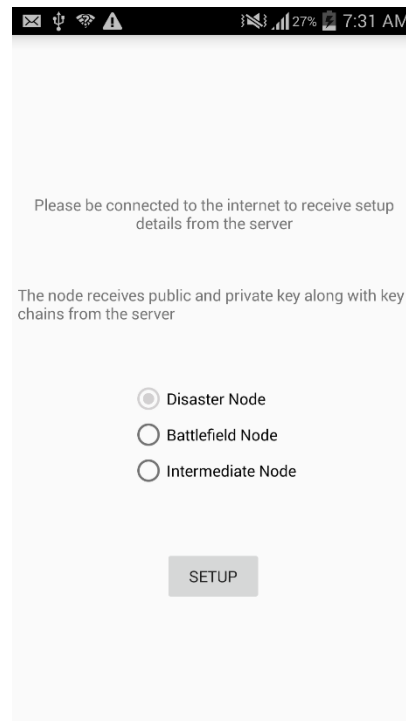 27% 7:31 AM
Please be connected to the internet to receive setup
details from the server
The node receives public and private key along with key
chains from the server
Disaster Node
Battlefield Node
Intermediate Node
SETUP